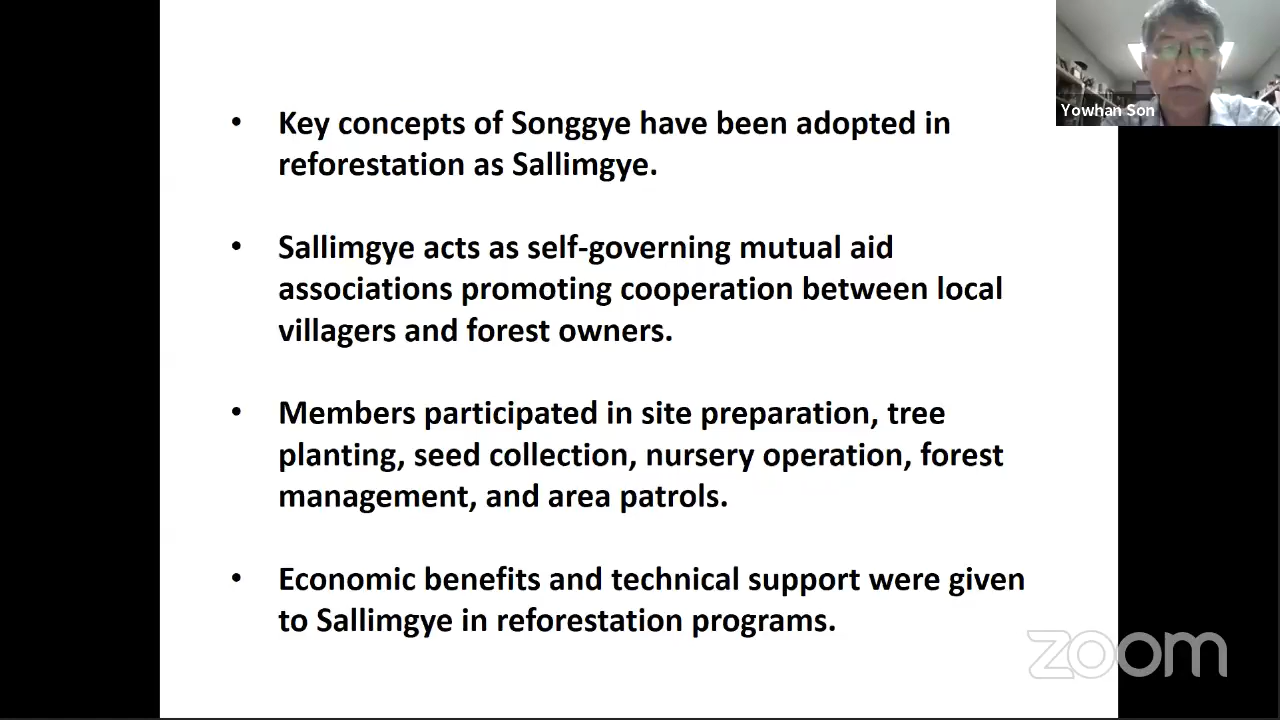 Yowhan Son
• Key concepts of Songgye have been adopted in
reforestation as Sallimgye.
• Sallimgye acts as self-governing mutual aid
associations promoting cooperation between local
villagers and forest owners.
• Members participated in site preparation, tree
planting, seed collection, nursery operation, forest
management, and area patrols.
• Economic benefits and technical support were given
to Sallimgye in reforestation programs.
zoom